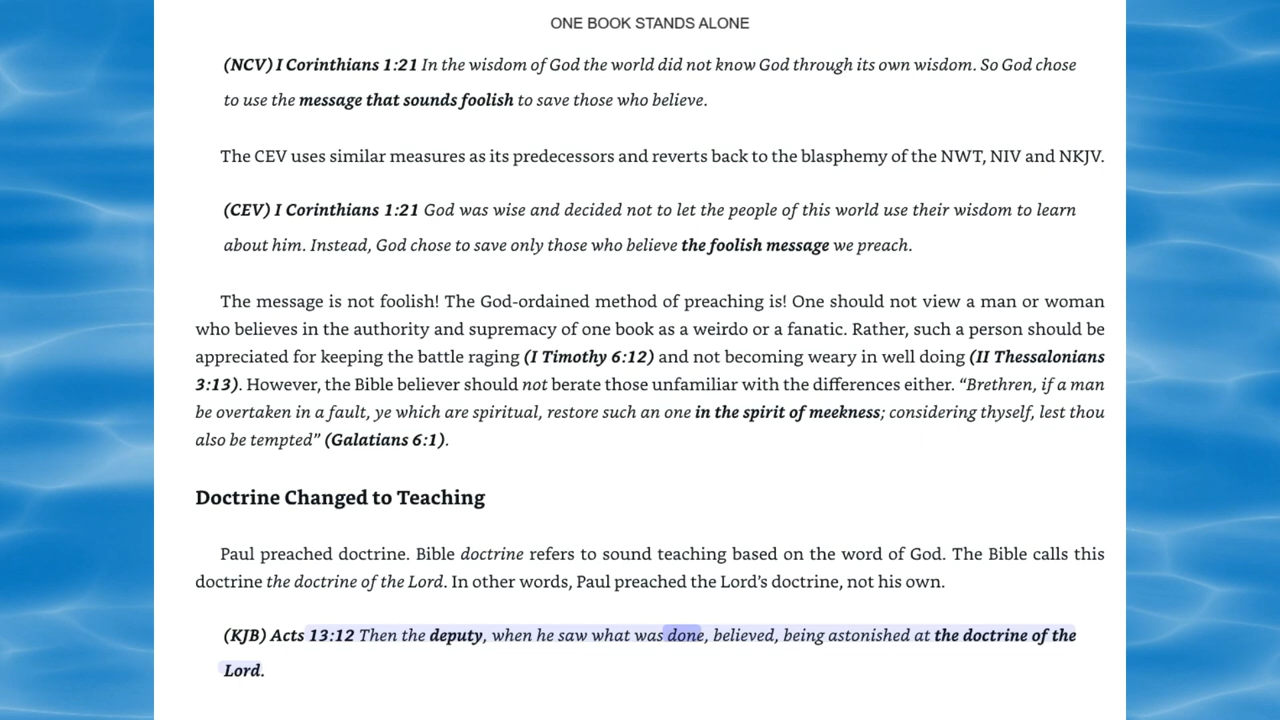 ONE BOOK STANDS ALONE
(NCV) I Corinthians 1:21 In the wisdom of God the world did not know God through its own wisdom. So God chose
to use the message that sounds foolish to save those who believe.
The CEV uses similar measures as its predecessors and reverts back to the blasphemy of the NWT, NIV and NKJV.
(CEV) I Corinthians 1:21 God was wise and decided not to let the people of this world use their wisdom to learn
about him. Instead, God chose to save only those who believe the foolish message we preach.
The message is not foolish! The God-ordained method of preaching is! One should not view a man or woman
who believes in the authority and supremacy of one book as a weirdo or a fanatic. Rather, such a person should be
appreciated for keeping the battle raging (I Timothy 6:12) and not becoming weary in well doing (II Thessalonians
3:13). However, the Bible believer should not berate those unfamiliar with the differences either. “Brethren, if a man
be overtaken in a fault, ye which are spiritual, restore such an one in the spirit of meekness; considering thyself, lest thou
also be tempted” (Galatians 6:1).
Doctrine Changed to Teaching
Paul preached doctrine. Bible doctrine refers to sound teaching based on the word of God. The Bible calls this
doctrine the doctrine of the Lord. In other words, Paul preached the Lord’s doctrine, not his own.
(KJB) Acts 13:12 Then the deputy, when he saw what was done, believed, being astonished at the doctrine of the
Lord.